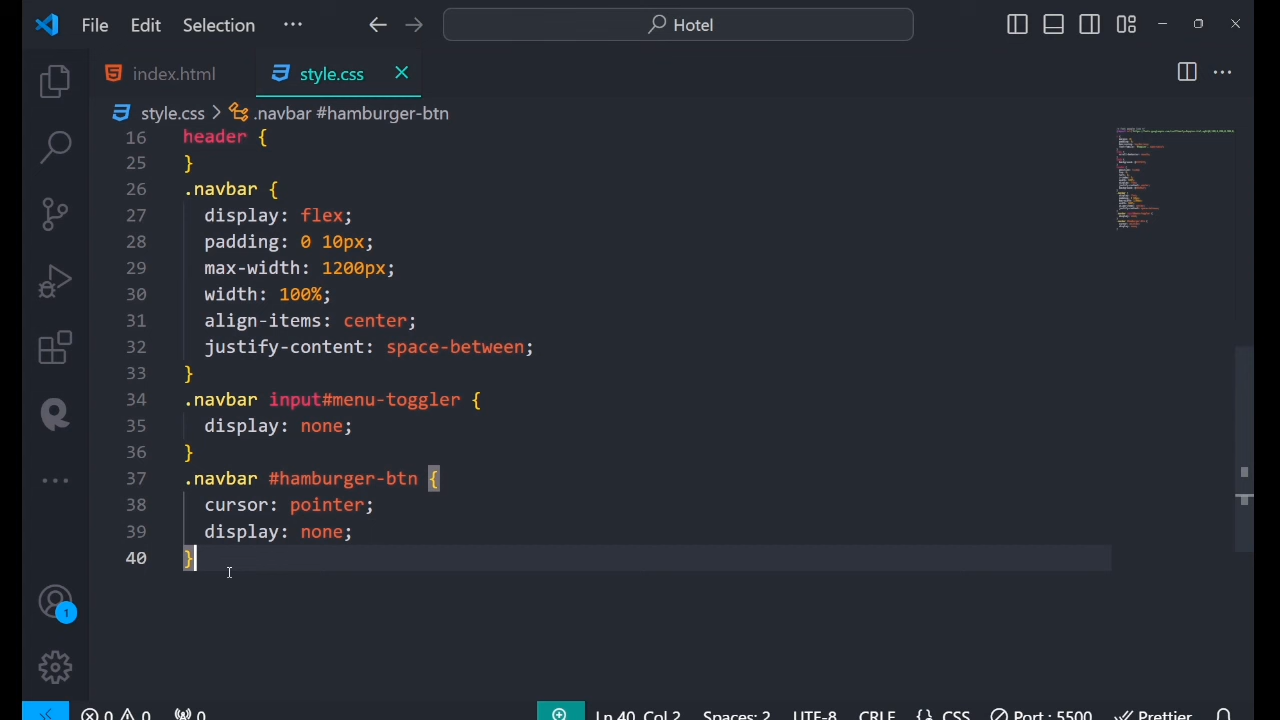 File Edit Selection ··· Hotel
index.html style.css
style.css > .navbar #hamburger-btn
16 header {
25 }
26 .navbar {
27 display: flex;
28 padding: 0 10px;
29 max-width: 1200px;
30 width: 100%;
31 align-items: center;
32 justify-content: space-between;
33 }
34 .navbar input#menu-toggler {
35 display: none;
36 }
37 .navbar #hamburger-btn {
38 cursor: pointer;
39 display: none;
40 }
1
0 0 0 Ln 40, Col 2 Spaces: 2 UTF-8 CRLF {} CSS Port : 5500 Prettier